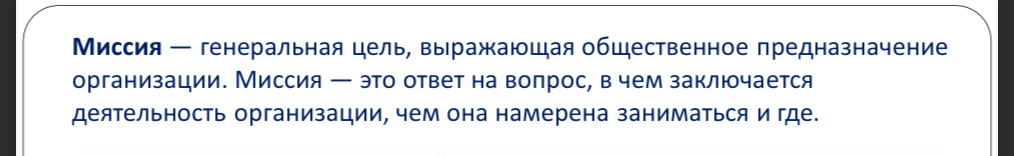 Миссия — генеральная цель, выражающая общественное предназначение
организации. Миссия — это ответ на вопрос, в чем заключается
деятельность организации, чем она намерена заниматься и где.